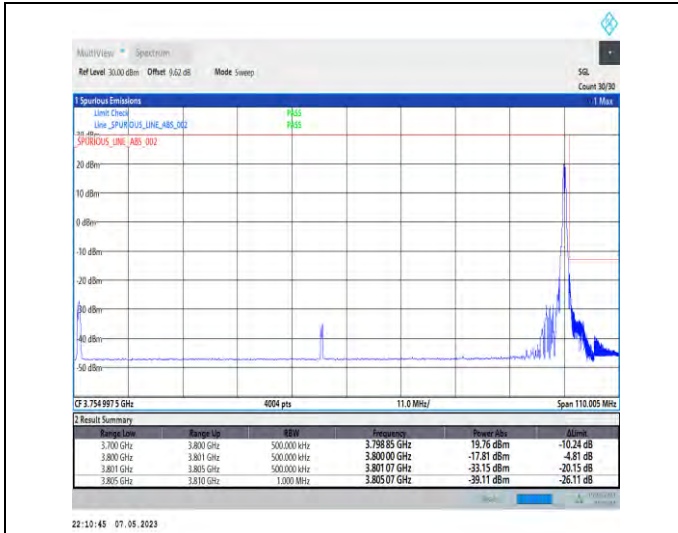 MultiView Spectrum
Ref Level 30.00 dBm Offset 9.62 dB Mode Sweep SGL
Count 30/30
1 Spurious Emissions 1 Max
Limit Check PASS
Line _SPURIOUS_LINE_ABS_002 PASS
30 dBm
_SPURIOUS_LINE_ABS_002
20 dBm
10 dBm
0 dBm
-10 dBm
-20 dBm
-30 dBm
-40 dBm
-50 dBm
CF 3.754 997 5 GHz 4004 pts 11.0 MHz/ Span 110.005 MHz
2 Result Summary
Range Low Range Up RBW Frequency Power Abs ΔLimit
3.700 GHz 3.800 GHz 500.000 kHz 3.798 85 GHz 19.76 dBm -10.24 dB
3.800 GHz 3.801 GHz 500.000 kHz 3.800 00 GHz -17.81 dBm -4.81 dB
3.801 GHz 3.805 GHz 500.000 kHz 3.801 07 GHz -33.15 dBm -20.15 dB
3.805 GHz 3.810 GHz 1.000 MHz 3.805 07 GHz -39.11 dBm -26.11 dB
22:10:45 07.05.2023